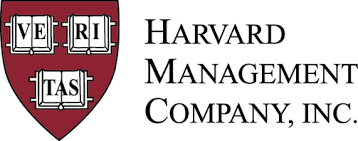 VE RI
TAS
HARVARD
MANAGEMENT
COMPANY, INC.